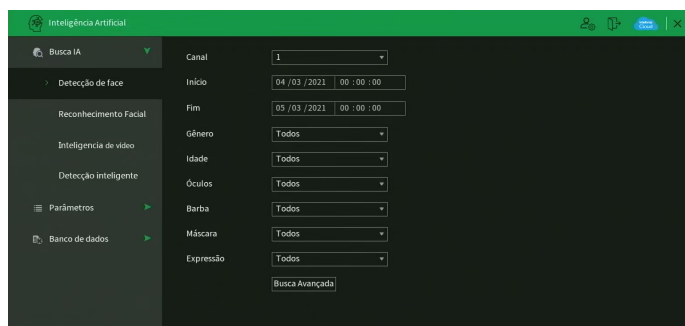 Inteligência Artificial
Busca IA
Detecção de face
Reconhecimento Facial
Inteligencia de vídeo
Detecção inteligente
Parâmetros
Banco de dados
Canal 1
Início 04 /03 /2021 00 : 00 : 00
Fim 05 /03 /2021 00 : 00 : 00
Gênero Todos
Idade Todos
Óculos Todos
Barba Todos
Máscara Todos
Expressão Todos
Busca Avançada